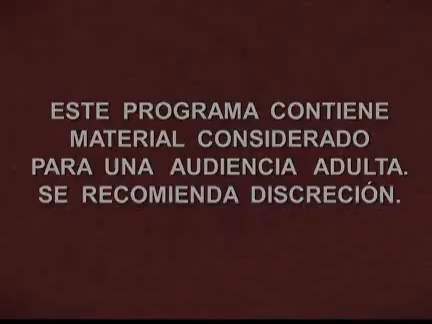 ESTE PROGRAMA CONTIENE
MATERIAL CONSIDERADO
PARA UNA AUDIENCIA ADULTA.
SE RECOMIENDA DISCRECIÓN.